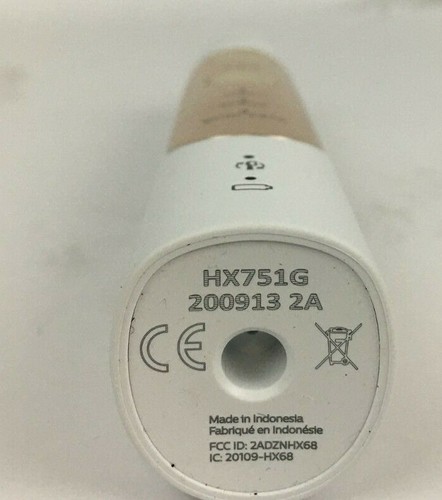 HX751G
200913 2A
CE
Made in Indonesia
Fabriqué en Indonésie
FCC ID: 2ADZNHX68
IC: 20109-HX68